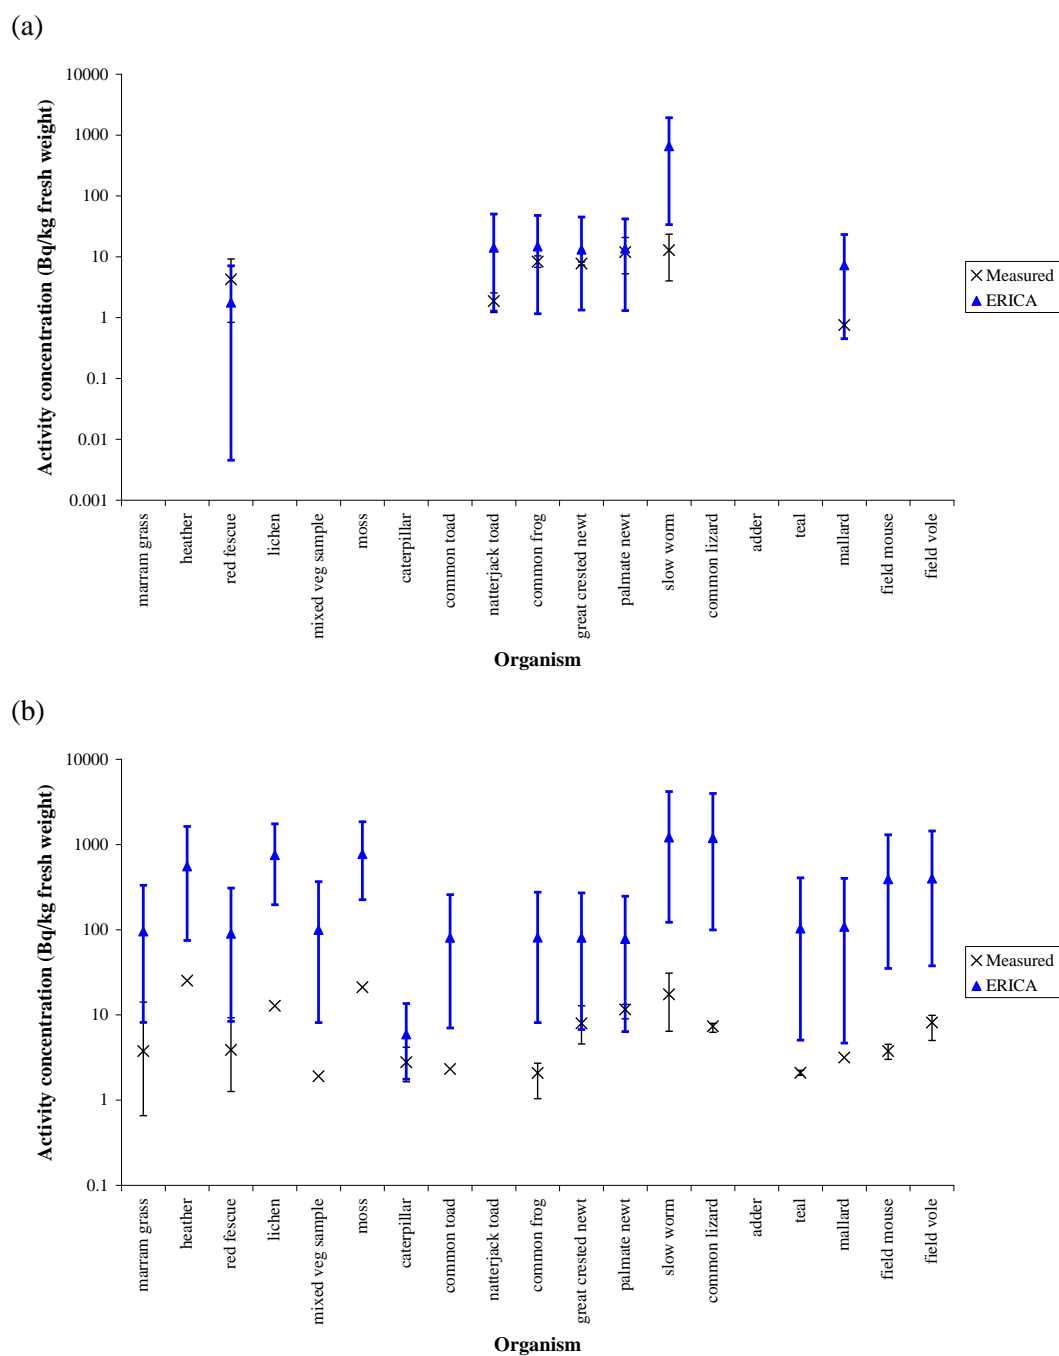 (a)
10000
1000
100
10
1
0.1
0.01
0.001
Activity concentration (Bq/kg fresh weight)
marram grass
heather
red fescue
lichen
mixed veg sample
moss
caterpillar
common toad
natterjack toad
common frog
great crested newt
palmate newt
slow worm
common lizard
adder
teal
mallard
field mouse
field vole
Organism
Measured
ERICA
(b)
10000
1000
100
10
1
0.1
Activity concentration (Bq/kg fresh weight)
marram grass
heather
red fescue
lichen
mixed veg sample
moss
caterpillar
common toad
natterjack toad
common frog
great crested newt
palmate newt
slow worm
common lizard
adder
teal
mallard
field mouse
field vole
Organism
Measured
ERICA